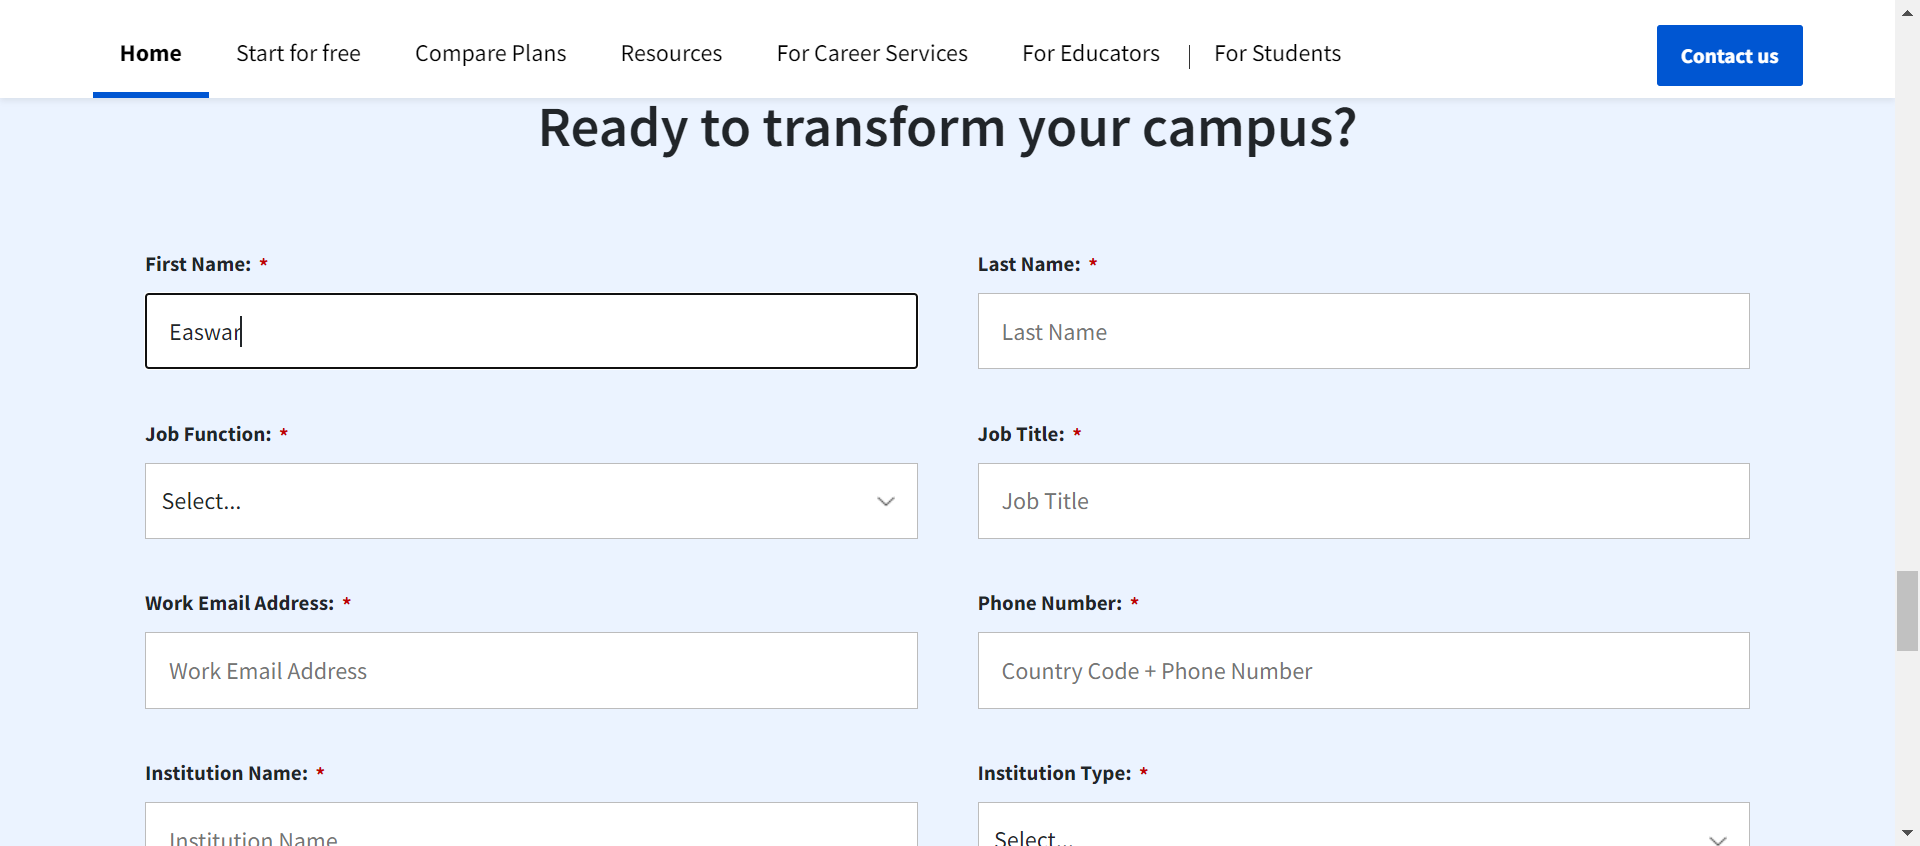 Home Start for free Compare Plans Resources For Career Services For Educators | For Students Contact us
Ready to transform your campus?
First Name: * Last Name: *
Easwar Last Name
Job Function: * Job Title: *
Select... Job Title
Work Email Address: * Phone Number: *
Work Email Address Country Code + Phone Number
Institution Name: * Institution Type: *
Institution Name Select...